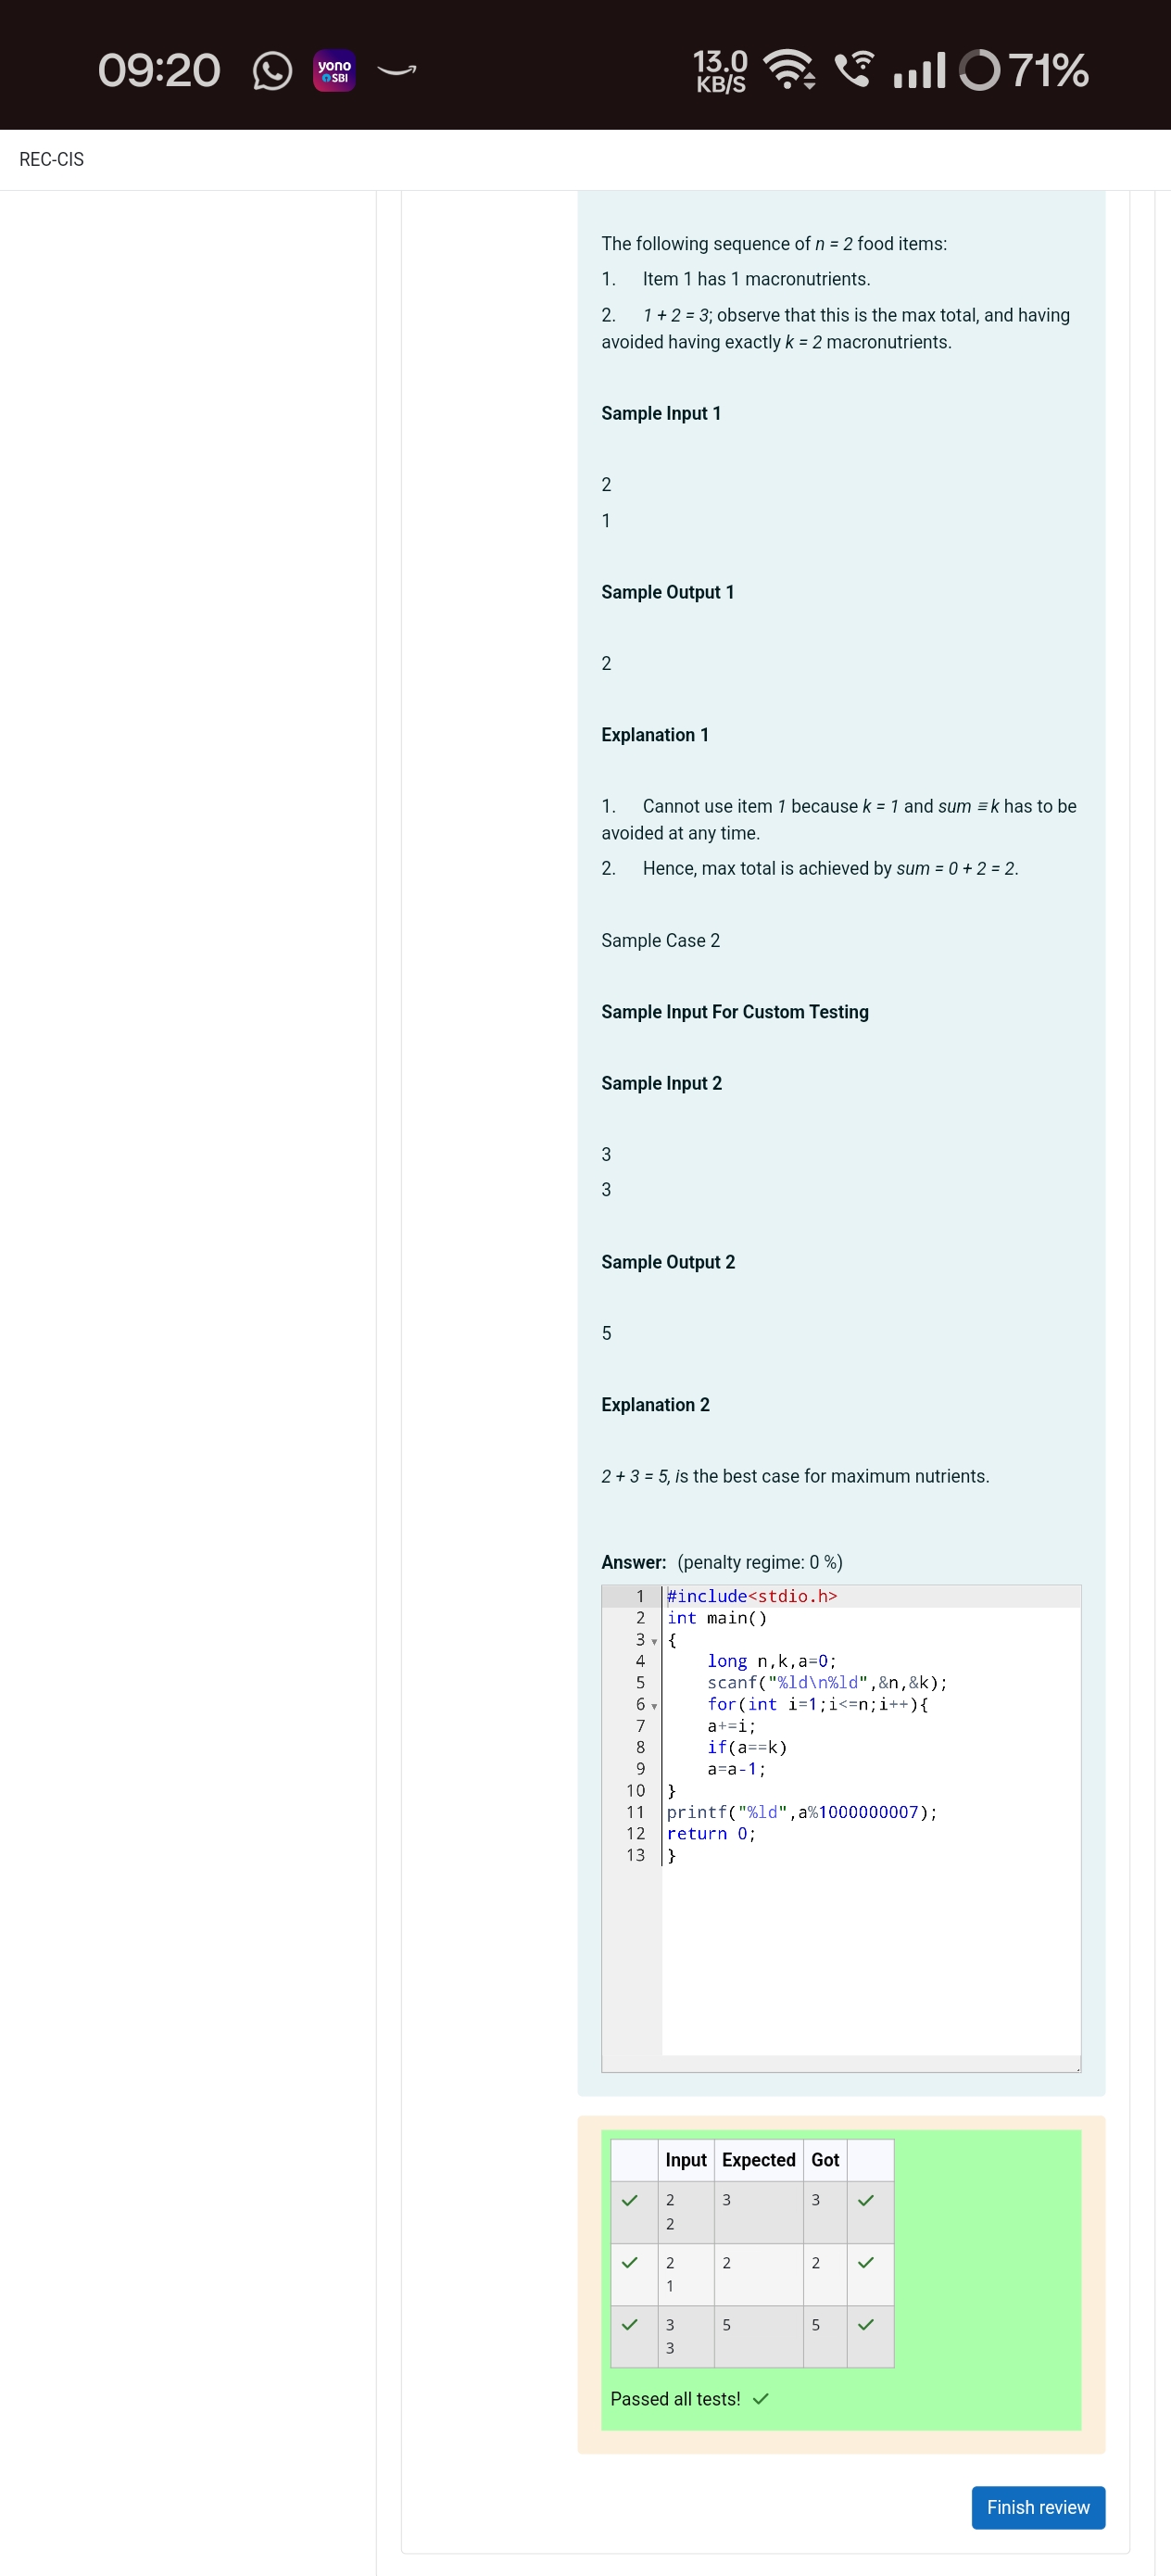 09:20 yono SBI 13.0 KB/S 71%
REC-CIS
The following sequence of n = 2 food items:
1. Item 1 has 1 macronutrients.
2. 1 + 2 = 3; observe that this is the max total, and having
avoided having exactly k = 2 macronutrients.
Sample Input 1
2
1
Sample Output 1
2
Explanation 1
1. Cannot use item 1 because k = 1 and sum ≡ k has to be
avoided at any time.
2. Hence, max total is achieved by sum = 0 + 2 = 2.
Sample Case 2
Sample Input For Custom Testing
Sample Input 2
3
3
Sample Output 2
5
Explanation 2
2 + 3 = 5, is the best case for maximum nutrients.
Answer: (penalty regime: 0 %)
1 #include<stdio.h>
2 int main()
3 {
4 long n,k,a=0;
5 scanf("%ld\n%ld",&n,&k);
6 for(int i=1;i<=n;i++){
7 a+=i;
8 if(a==k)
9 a=a-1;
10 }
11 printf("%ld",a%1000000007);
12 return 0;
13 }
Input Expected Got
2 3 3
2
2 2 2
1
3 5 5
3
Passed all tests!
Finish review